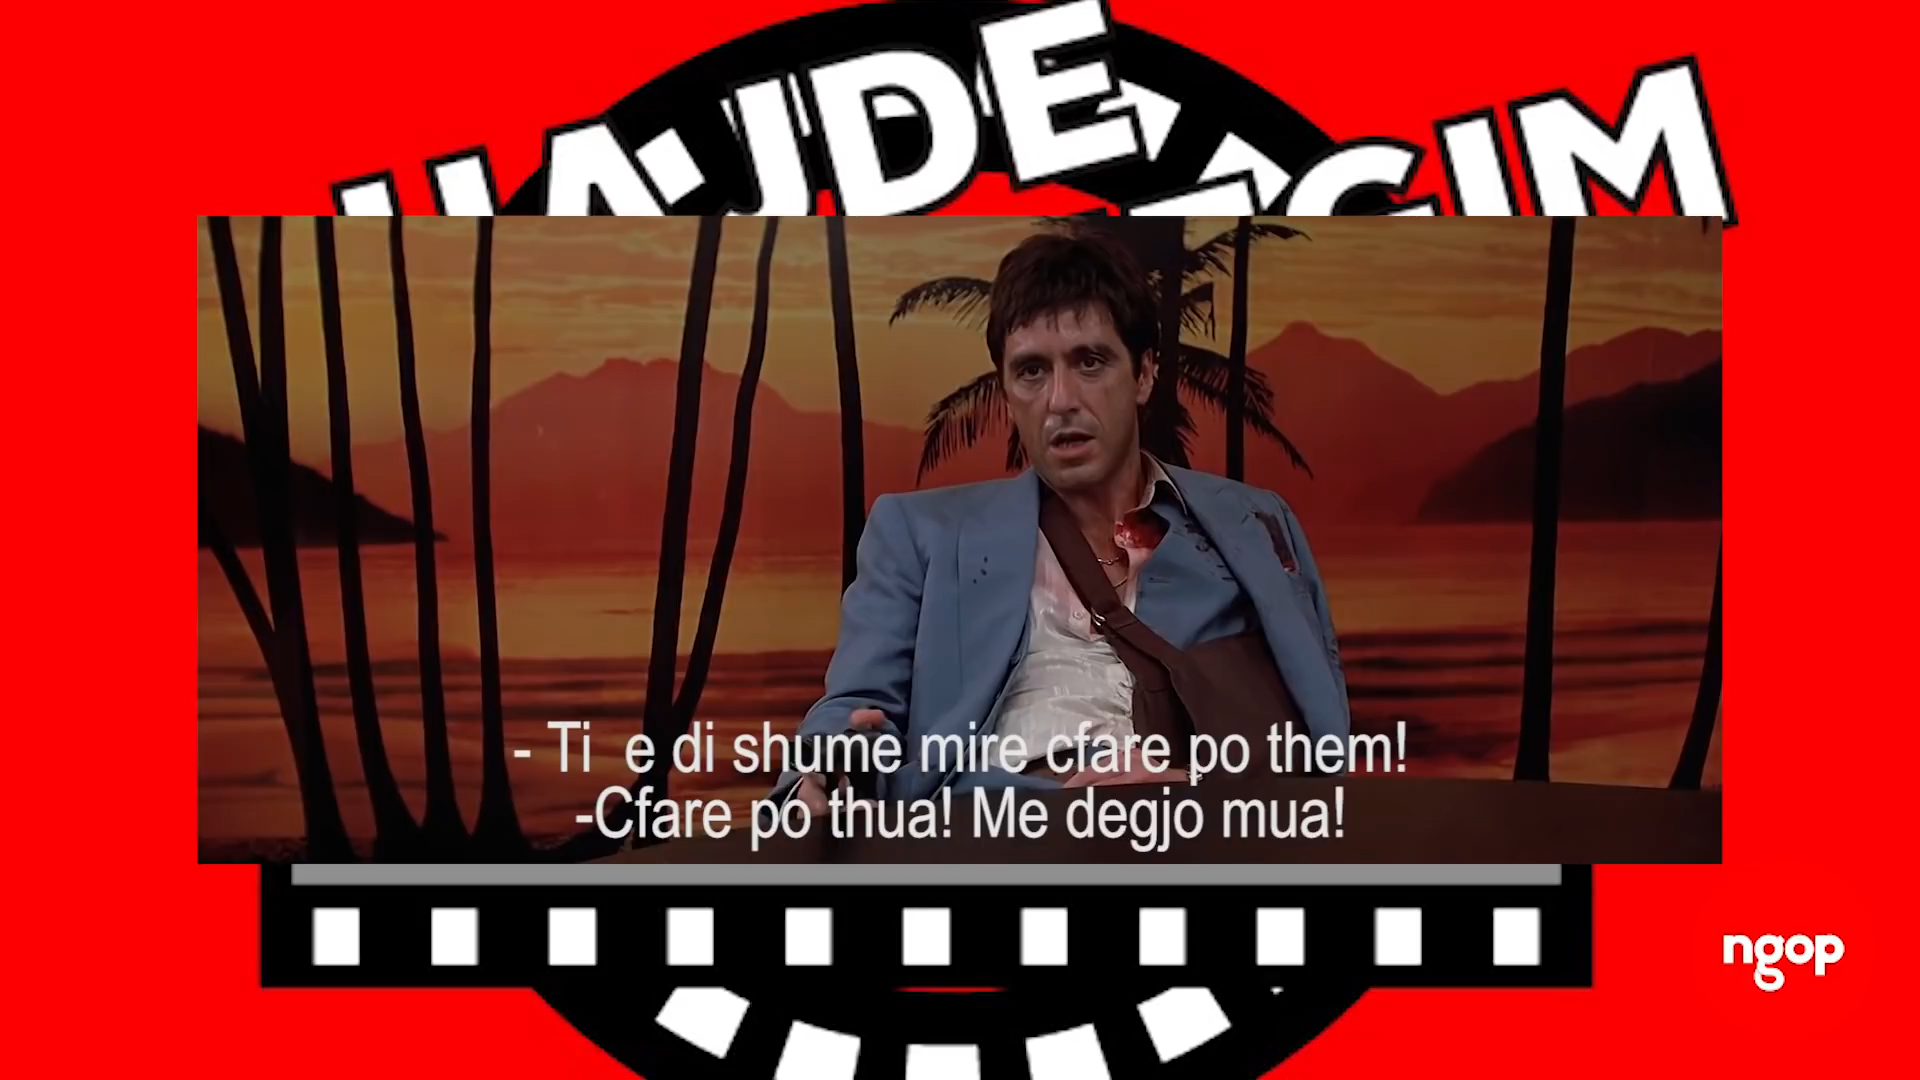 HAJDE
- Ti  e di shume mire cfare po them!
-Cfare po thua! Me degjo mua!
ngop